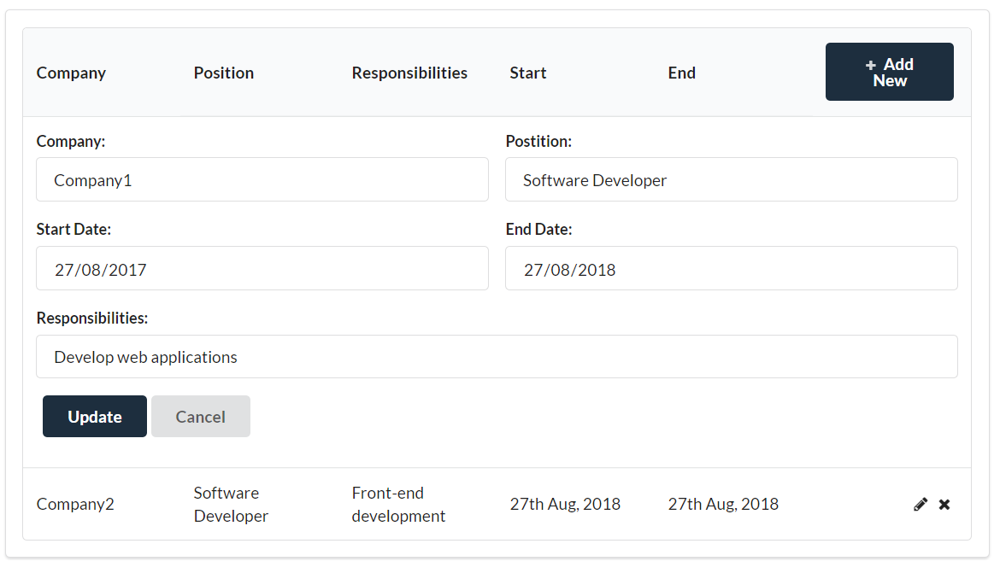 Company Position Responsibilities Start End + Add
New
Company: Postition:
Company1 Software Developer
Start Date: End Date:
27/08/2017 27/08/2018
Responsibilities:
Develop web applications
Update Cancel
Company2 Software Developer Front-end development 27th Aug, 2018 27th Aug, 2018